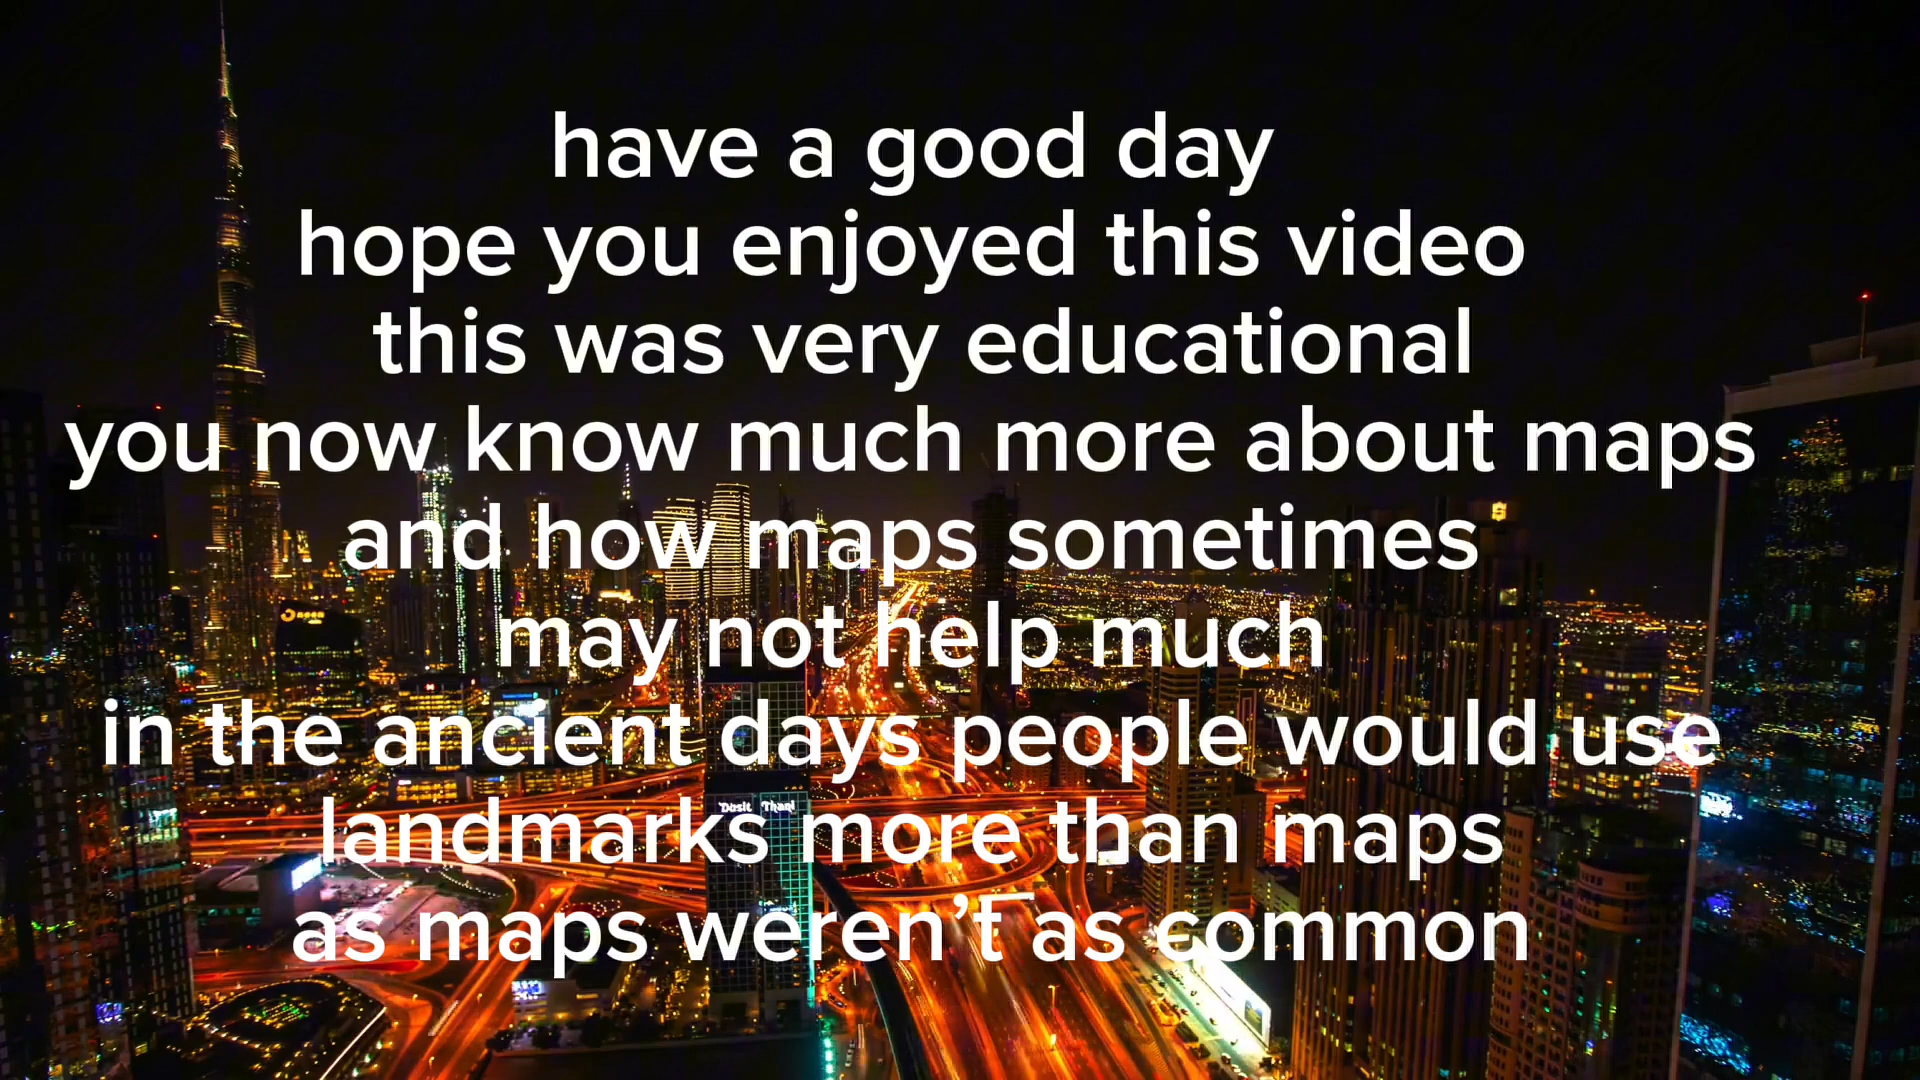 have a good day
hope you enjoyed this video
this was very educational
you now know much more about maps
and how maps sometimes
may not help much
in the ancient days people would use
landmarks more than maps
as maps weren’t as common
Dusit Thani